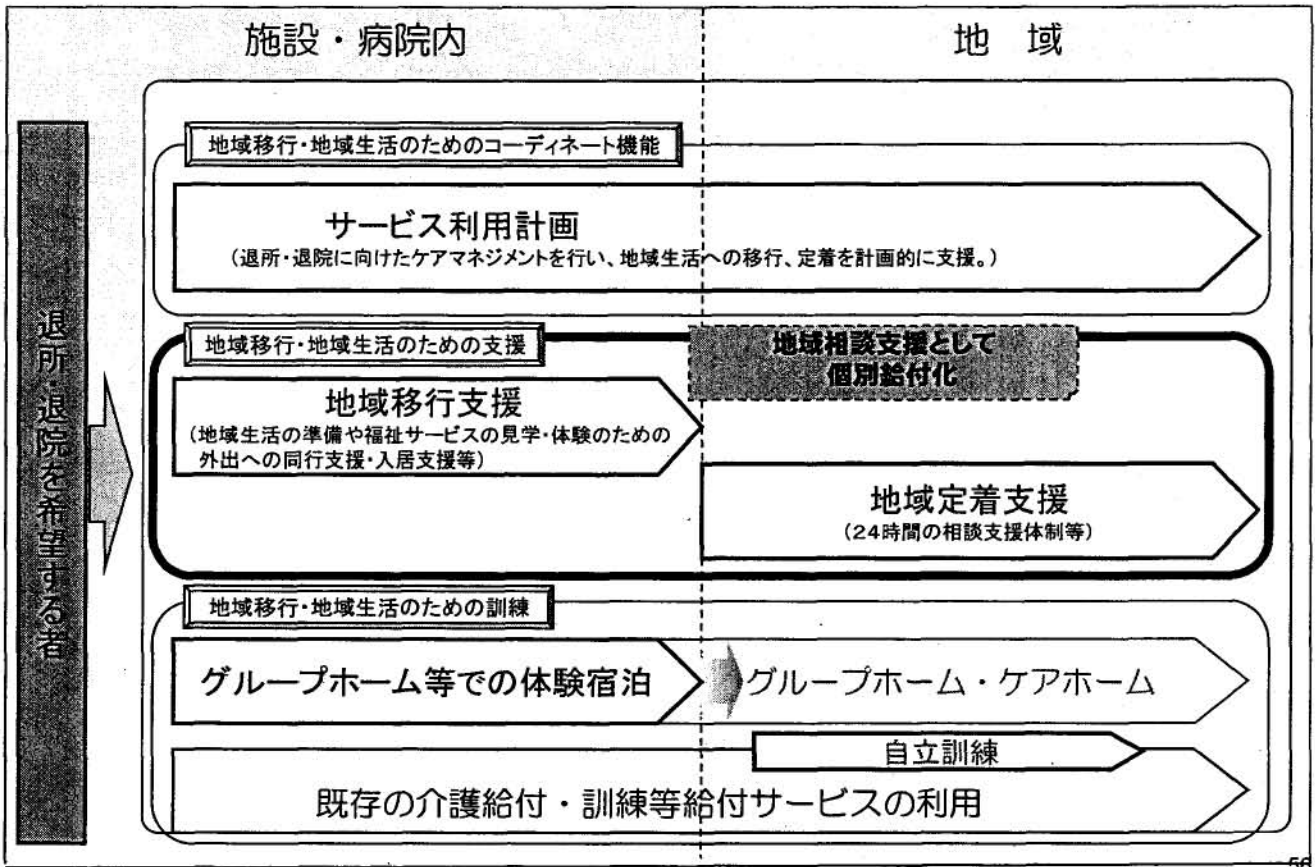 施設・病院内
地 域
退所・退院を希望する者
地域移行・地域生活のためのコーディネート機能
サービス利用計画
(退所・退院に向けたケアマネジメントを行い、地域生活への移行、定着を計画的に支援。)
地域移行・地域生活のための支援
地域相談支援として
個別給付化
地域移行支援
(地域生活の準備や福祉サービスの見学・体験のための
外出への同行支援・入居支援等)
地域定着支援
(24時間の相談支援体制等)
地域移行・地域生活のための訓練
グループホーム等での体験宿泊
グループホーム・ケアホーム
自立訓練
既存の介護給付・訓練等給付サービスの利用